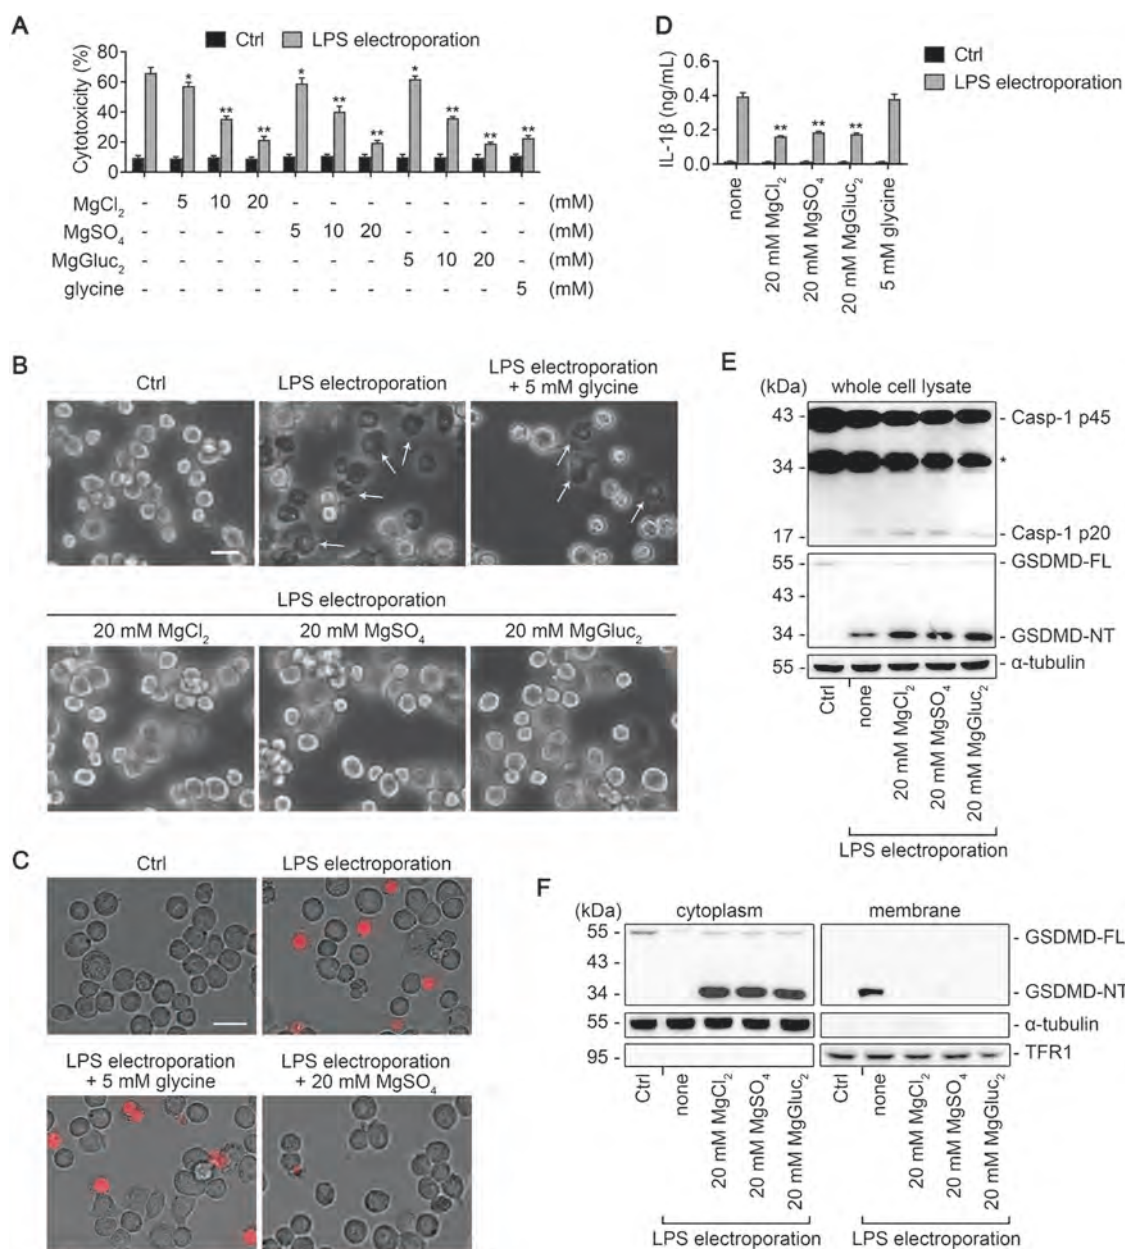 A
Ctrl
LPS electroporation
Cytotoxicity (%)
80
60
40
20
0
*
**
**
*
**
**
*
**
**
**
MgCl2 - 5 10 20 - - - - - - - (mM)
MgSO4 - - - - 5 10 20 - - - - (mM)
MgGluc2 - - - - - - - 5 10 20 - (mM)
glycine - - - - - - - - - - 5 (mM)
D
Ctrl
LPS electroporation
IL-1β (ng/mL)
0.6
0.4
0.2
0.0
**
**
**
none
20 mM MgCl2
20 mM MgSO4
20 mM MgGluc2
5 mM glycine
B
Ctrl
LPS electroporation
LPS electroporation
+ 5 mM glycine
LPS electroporation
20 mM MgCl2
20 mM MgSO4
20 mM MgGluc2
E
(kDa) whole cell lysate
43 -
- Casp-1 p45
34 -
- *
17 -
- Casp-1 p20
55 -
- GSDMD-FL
43 -
34 -
- GSDMD-NT
55 -
- α-tubulin
Ctrl
none
20 mM MgCl2
20 mM MgSO4
20 mM MgGluc2
LPS electroporation
C
Ctrl
LPS electroporation
LPS electroporation
+ 5 mM glycine
LPS electroporation
+ 20 mM MgSO4
F
(kDa) cytoplasm membrane
55 -
- GSDMD-FL
43 -
34 -
- GSDMD-NT
55 -
- α-tubulin
95 -
- TFR1
Ctrl
none
20 mM MgCl2
20 mM MgSO4
20 mM MgGluc2
LPS electroporation
Ctrl
none
20 mM MgCl2
20 mM MgSO4
20 mM MgGluc2
LPS electroporation